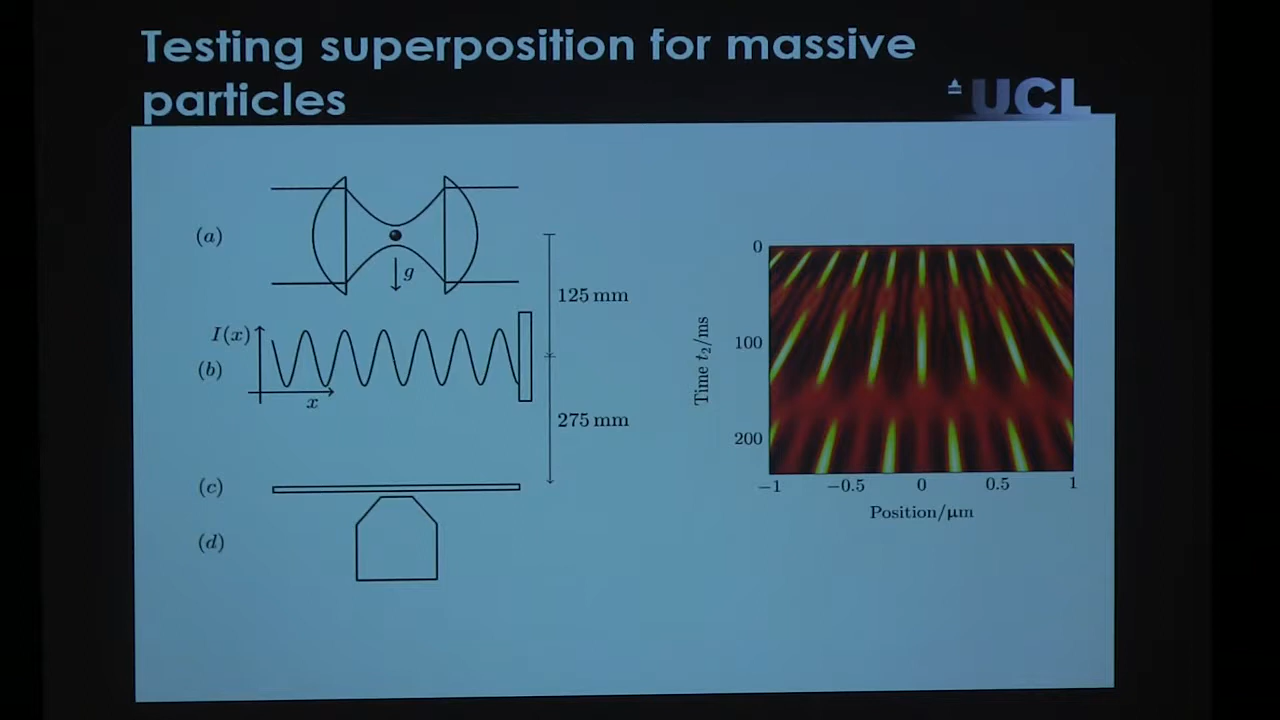 Testing superposition for massive
particles
UCL
(a)
g
125 mm
I(x)
(b)
x
275 mm
(c)
(d)
0
100
200
Time t₂/ms
−1
−0.5
0
0.5
1
Position/μm